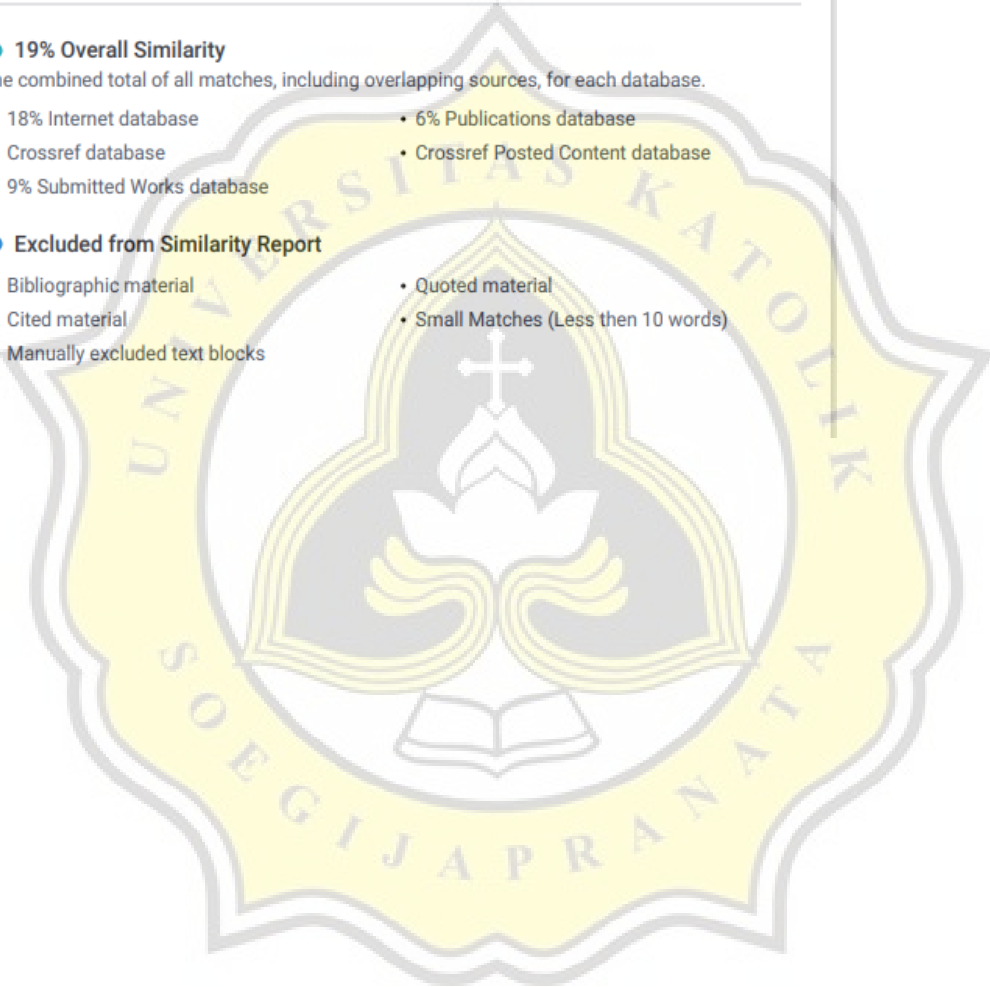 19% Overall Similarity
he combined total of all matches, including overlapping sources, for each database.
18% Internet database
• 6% Publications database
Crossref database
• Crossref Posted Content database
9% Submitted Works database
Excluded from Similarity Report
Bibliographic material
• Quoted material
Cited material
• Small Matches (Less then 10 words)
Manually excluded text blocks
UNIVERSITAS KATOLIK
SOEGIJAPRANATA